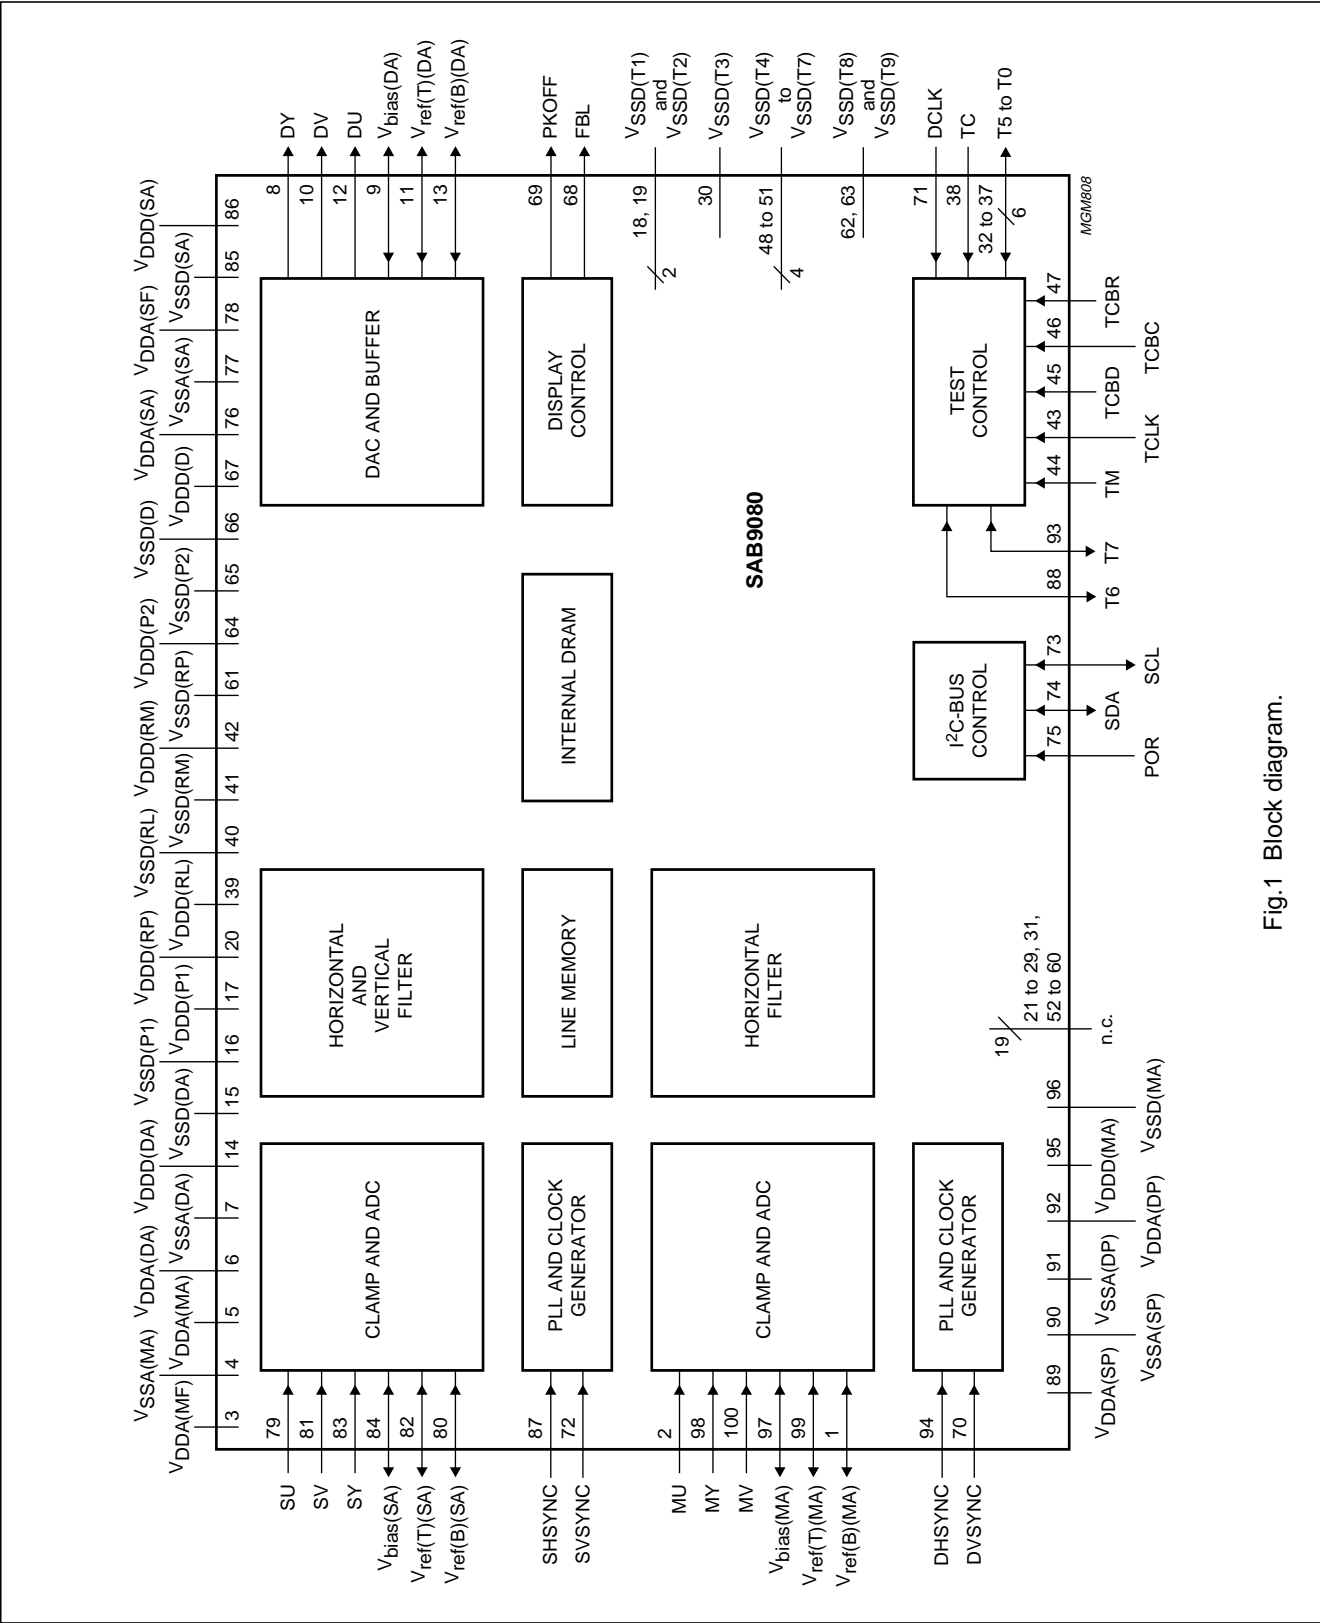 VDDA(MF) 3
VSSA(MA) 4
VDDA(MA) 5
VDDA(DA) 6
VSSA(DA) 7
VDDD(DA) 14
VSSD(DA) 15
VSSD(P1) 16
VDDD(P1) 17
VDDD(RP) 20
VDDD(RL) 39
VSSD(RL) 40
VSSD(RM) 41
VDDD(RM) 42
VSSD(RP) 61
VDDD(P2) 64
VSSD(P2) 65
VSSD(D) 66
VDDD(D) 67
VDDA(SA) 76
VSSA(SA) 77
VDDA(SF) 78
VSSD(SA) 85
VDDD(SA) 86
SU 79
SV 81
SY 83
Vbias(SA) 84
Vref(T)(SA) 82
Vref(B)(SA) 80
CLAMP AND ADC
HORIZONTAL
AND
VERTICAL
FILTER
DAC AND BUFFER
8 DY
10 DV
12 DU
9 Vbias(DA)
11 Vref(T)(DA)
13 Vref(B)(DA)
SHSYNC 87
SVSYNC 72
PLL AND CLOCK
GENERATOR
LINE MEMORY
INTERNAL DRAM
DISPLAY
CONTROL
69 PKOFF
68 FBL
MU 2
MY 98
MV 100
Vbias(MA) 97
Vref(T)(MA) 99
Vref(B)(MA) 1
CLAMP AND ADC
HORIZONTAL
FILTER
SAB9080
18, 19
2
VSSD(T1)
and
VSSD(T2)
30 VSSD(T3)
48 to 51
4
VSSD(T4)
to
VSSD(T7)
62, 63
VSSD(T8)
and
VSSD(T9)
DHSYNC 94
DVSYNC 70
PLL AND CLOCK
GENERATOR
I2C-BUS
CONTROL
TEST
CONTROL
71 DCLK
38 TC
32 to 37 T5 to T0
6
89 VDDA(SP)
90 VSSA(SP)
91 VSSA(DP)
92 VDDA(DP)
95 VDDD(MA)
96 VSSD(MA)
19
21 to 29, 31,
52 to 60
n.c.
75 POR
74 SDA
73 SCL
88 T6
93 T7
44 TM
43 TCLK
45 TCBD
46 TCBC
47 TCBR
MGM808
Fig.1 Block diagram.